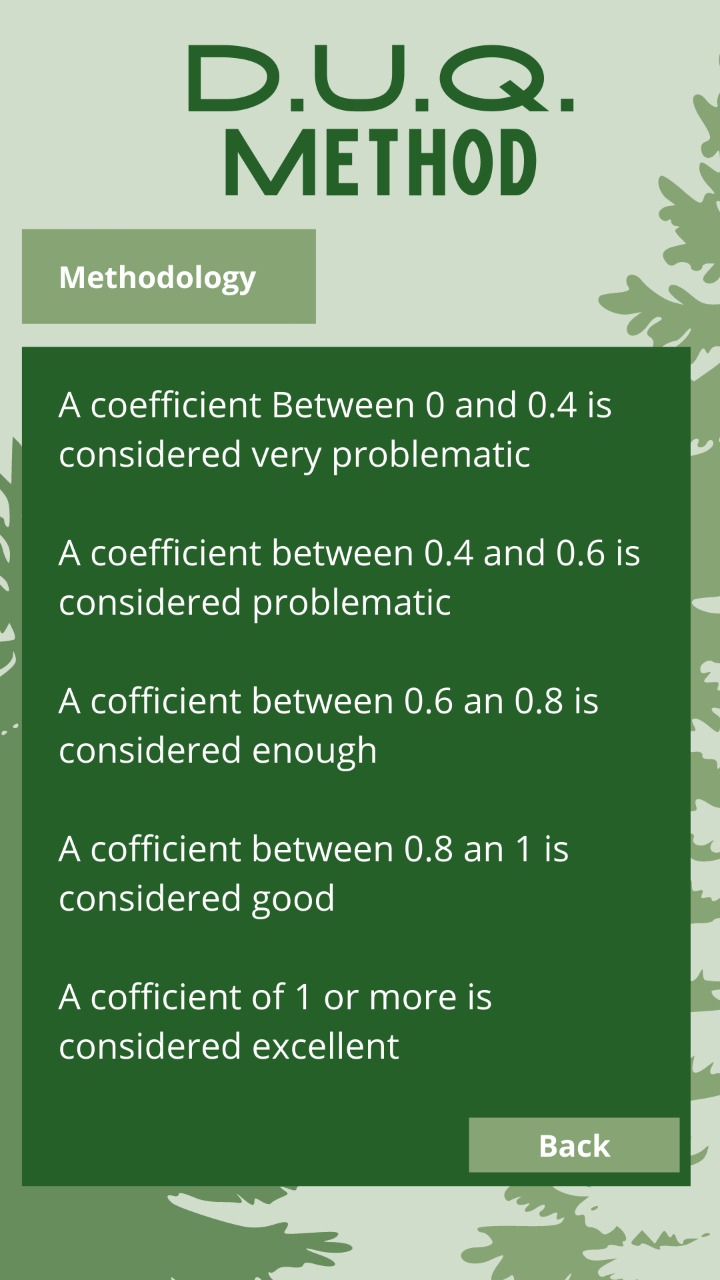 D.U.Q.
METHOD
Methodology
A coefficient Between 0 and 0.4 is
considered very problematic
A coefficient between 0.4 and 0.6 is
considered problematic
A cofficient between 0.6 an 0.8 is
considered enough
A cofficient between 0.8 an 1 is
considered good
A cofficient of 1 or more is
considered excellent
Back